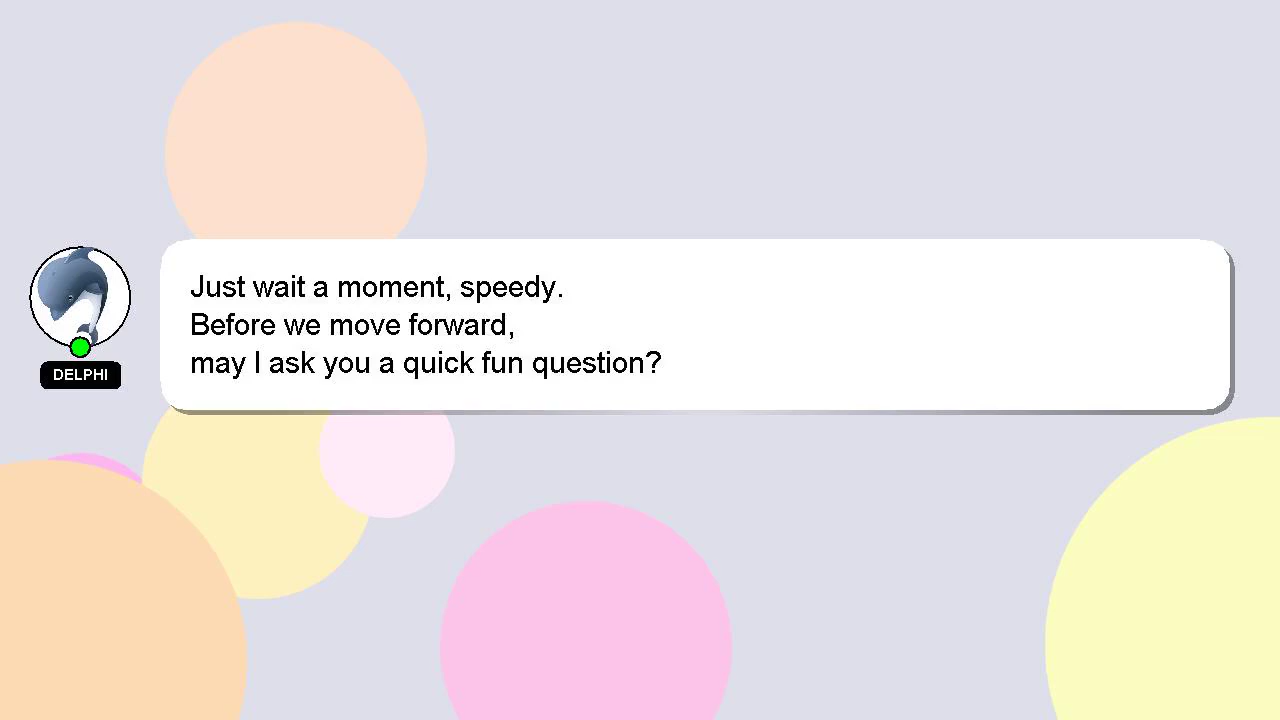 Just wait a moment, speedy.
Before we move forward,
may I ask you a quick fun question?
DELPHI